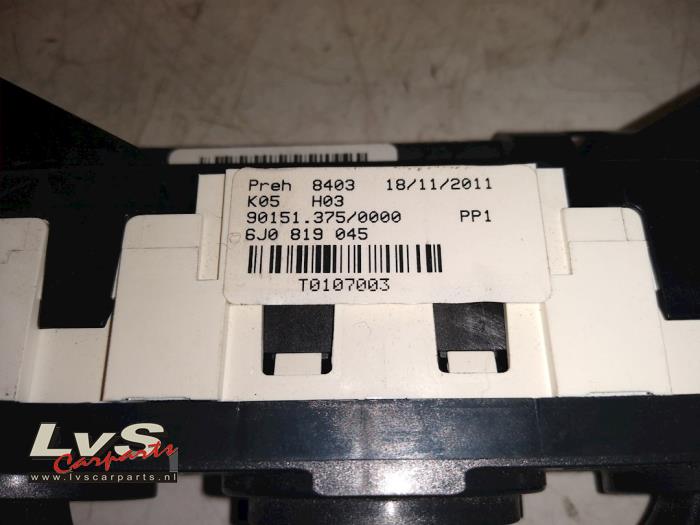 Preh 8403 18/11/2011
K05 H03
90151.375/0000 PP1
6J0 819 045
T0107003
LvS
Carparts
www.lvscarparts.nl